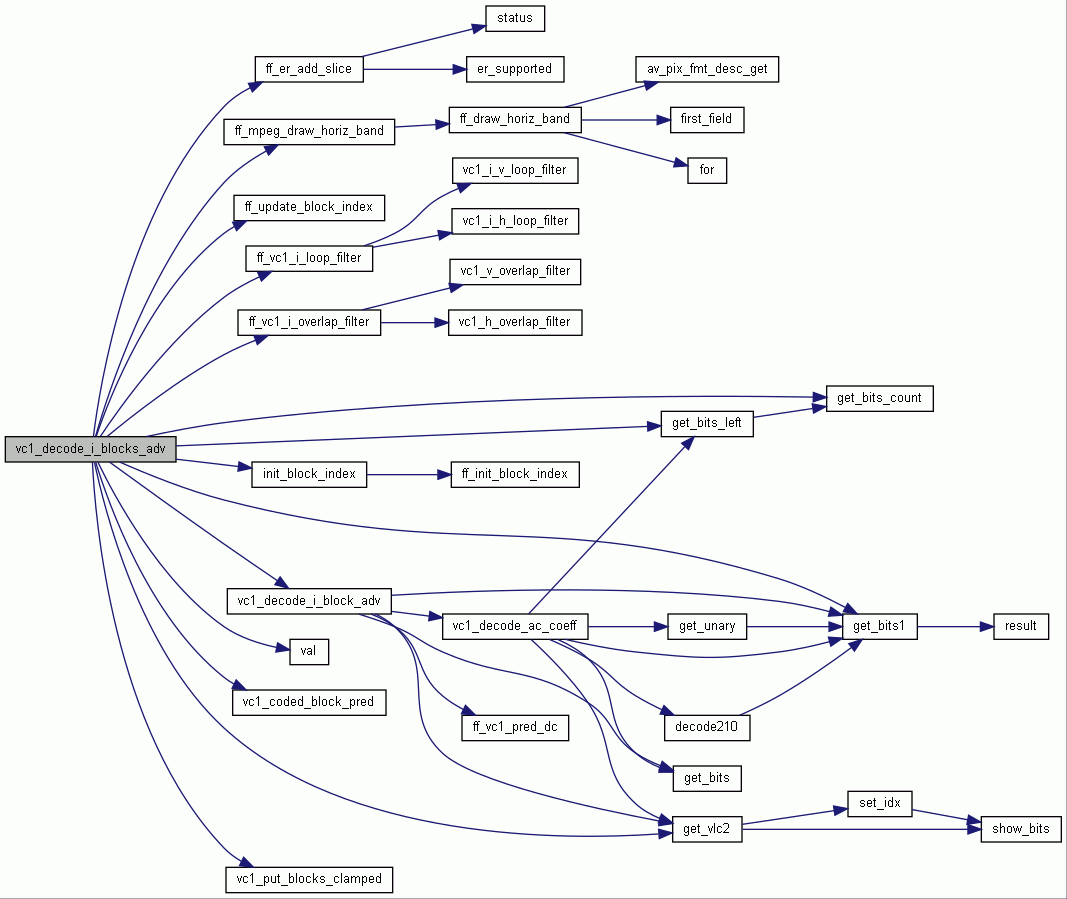 status
ff_er_add_slice
er_supported
av_pix_fmt_desc_get
ff_mpeg_draw_horiz_band
ff_draw_horiz_band
first_field
for
vc1_i_v_loop_filter
ff_update_block_index
vc1_i_h_loop_filter
ff_vc1_i_loop_filter
vc1_v_overlap_filter
ff_vc1_i_overlap_filter
vc1_h_overlap_filter
get_bits_count
get_bits_left
vc1_decode_i_blocks_adv
init_block_index
ff_init_block_index
vc1_decode_i_block_adv
vc1_decode_ac_coeff
get_unary
get_bits1
result
val
vc1_coded_block_pred
ff_vc1_pred_dc
decode210
get_bits
set_idx
get_vlc2
show_bits
vc1_put_blocks_clamped